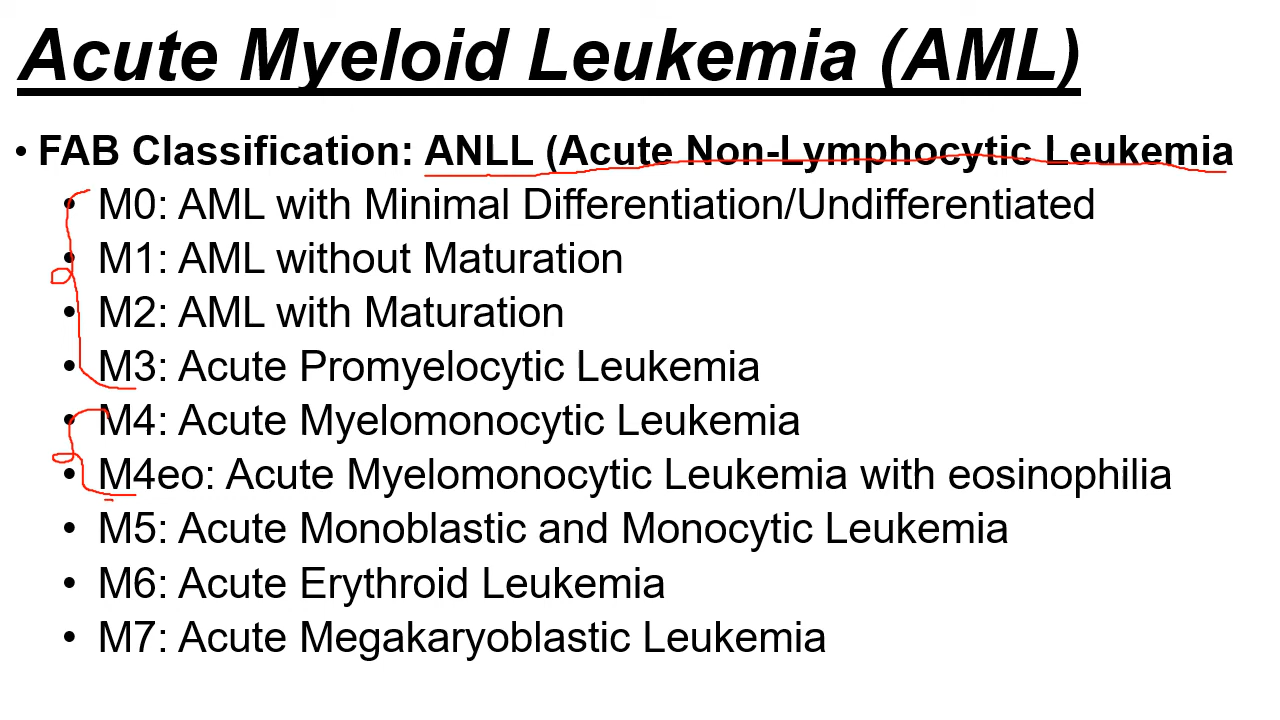 Acute Myeloid Leukemia (AML)
• FAB Classification: ANLL (Acute Non-Lymphocytic Leukemia
• M0: AML with Minimal Differentiation/Undifferentiated
• M1: AML without Maturation
• M2: AML with Maturation
• M3: Acute Promyelocytic Leukemia
• M4: Acute Myelomonocytic Leukemia
• M4eo: Acute Myelomonocytic Leukemia with eosinophilia
• M5: Acute Monoblastic and Monocytic Leukemia
• M6: Acute Erythroid Leukemia
• M7: Acute Megakaryoblastic Leukemia